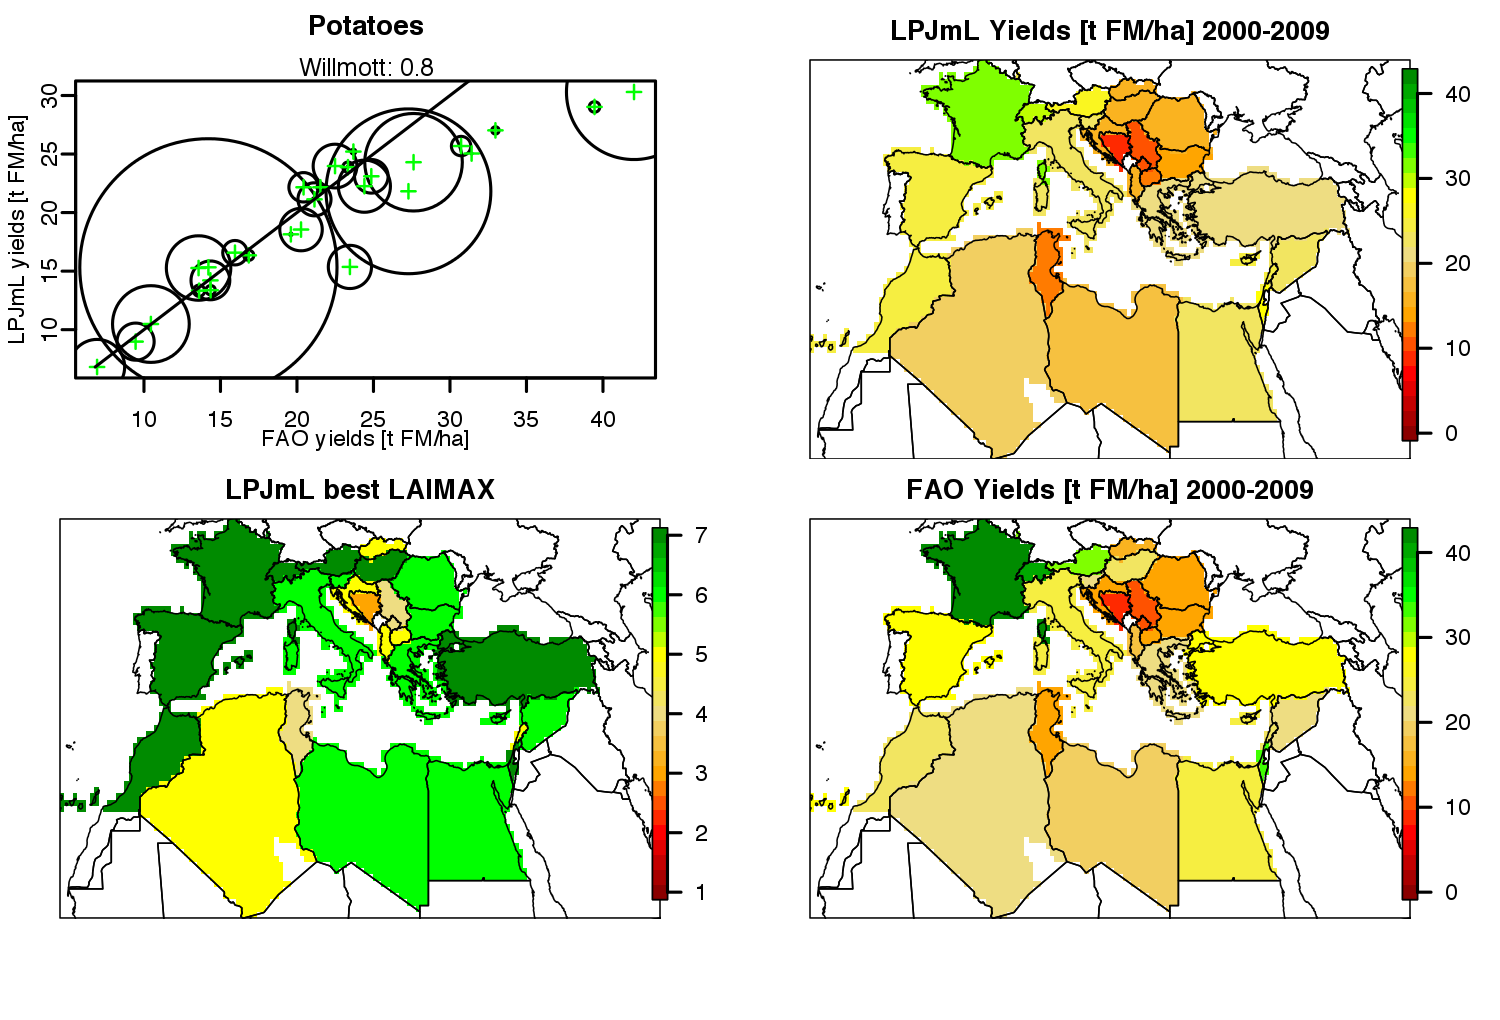 Potatoes
Willmott: 0.8
LPJmL yields [t FM/ha]
30
25
20
15
10
10 15 20 25 30 35 40
FAO yields [t FM/ha]
LPJmL Yields [t FM/ha] 2000-2009
40
30
20
10
0
LPJmL best LAIMAX
7
6
5
4
3
2
1
FAO Yields [t FM/ha] 2000-2009
40
30
20
10
0